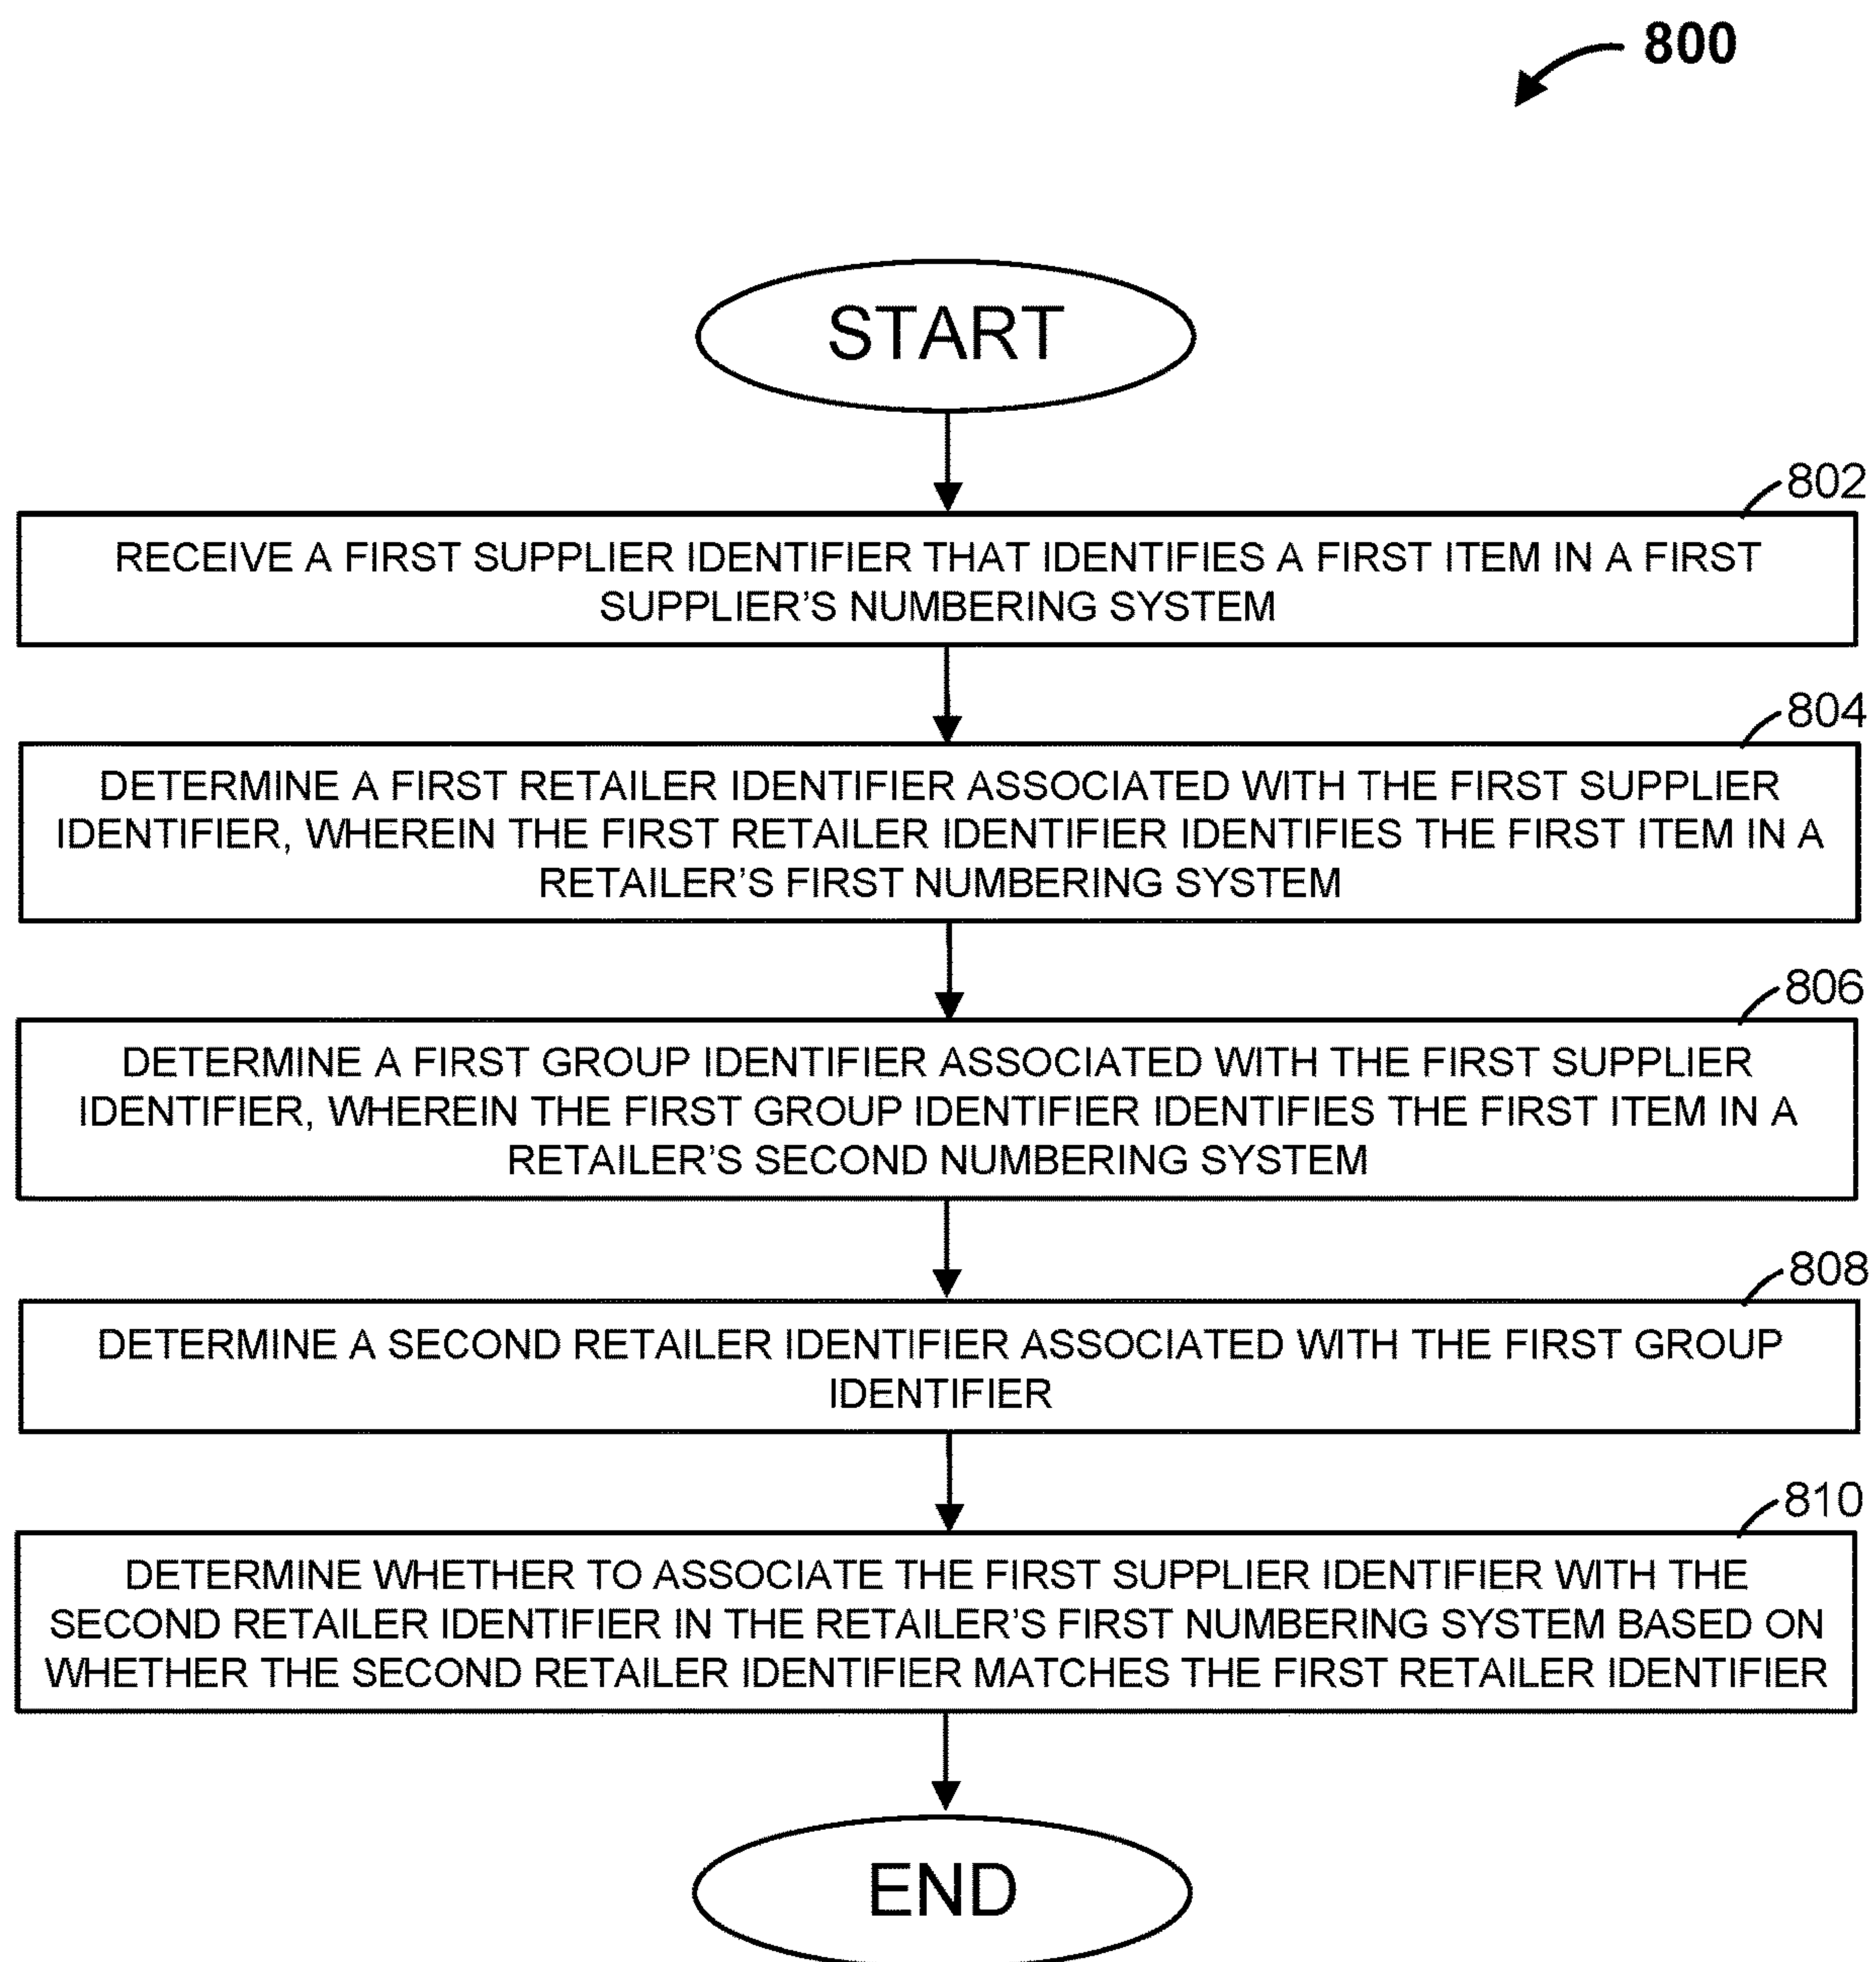 800
START
802
RECEIVE A FIRST SUPPLIER IDENTIFIER THAT IDENTIFIES A FIRST ITEM IN A FIRST
SUPPLIER'S NUMBERING SYSTEM
804
DETERMINE A FIRST RETAILER IDENTIFIER ASSOCIATED WITH THE FIRST SUPPLIER
IDENTIFIER, WHEREIN THE FIRST RETAILER IDENTIFIER IDENTIFIES THE FIRST ITEM IN A
RETAILER'S FIRST NUMBERING SYSTEM
806
DETERMINE A FIRST GROUP IDENTIFIER ASSOCIATED WITH THE FIRST SUPPLIER
IDENTIFIER, WHEREIN THE FIRST GROUP IDENTIFIER IDENTIFIES THE FIRST ITEM IN A
RETAILER'S SECOND NUMBERING SYSTEM
808
DETERMINE A SECOND RETAILER IDENTIFIER ASSOCIATED WITH THE FIRST GROUP
IDENTIFIER
810
DETERMINE WHETHER TO ASSOCIATE THE FIRST SUPPLIER IDENTIFIER WITH THE
SECOND RETAILER IDENTIFIER IN THE RETAILER'S FIRST NUMBERING SYSTEM BASED ON
WHETHER THE SECOND RETAILER IDENTIFIER MATCHES THE FIRST RETAILER IDENTIFIER
END